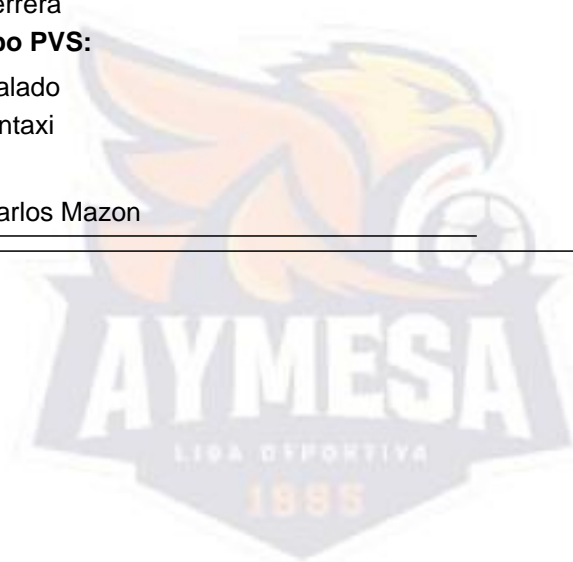 errera
po PVS:
alado
ntaxi
arlos Mazon
AYMESA
LIGA DEPORTIVA
1995